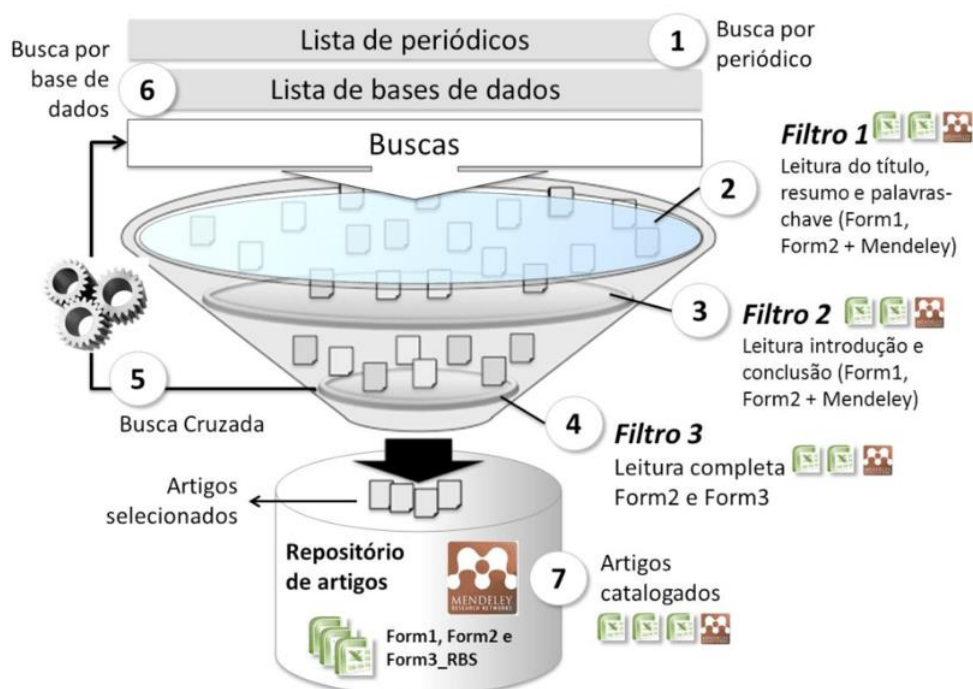 Lista de periódicos
1
Busca por
periódico
Busca por
base de
dados
6
Lista de bases de dados
Buscas
2
Filtro 1
Leitura do título,
resumo e palavras-
chave (Form1,
Form2 + Mendeley)
3
Filtro 2
Leitura introdução e
conclusão (Form1,
Form2 + Mendeley)
5
Busca Cruzada
4
Filtro 3
Leitura completa
Form2 e Form3
Artigos
selecionados
Repositório
de artigos
MENDELEY
RESEARCH NETWORKS
7
Artigos
catalogados
Form1, Form2 e
Form3_RBS